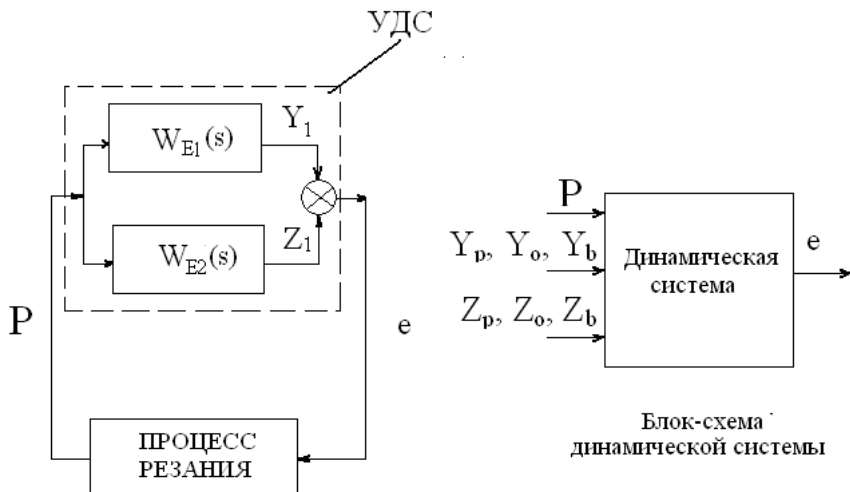 УДС
W_E1(s)
Y_1
W_E2(s)
Z_1
P
e
ПРОЦЕСС
РЕЗАНИЯ
P
Y_p, Y_o, Y_b
Z_p, Z_o, Z_b
Динамическая
система
e
Блок-схема
динамической системы